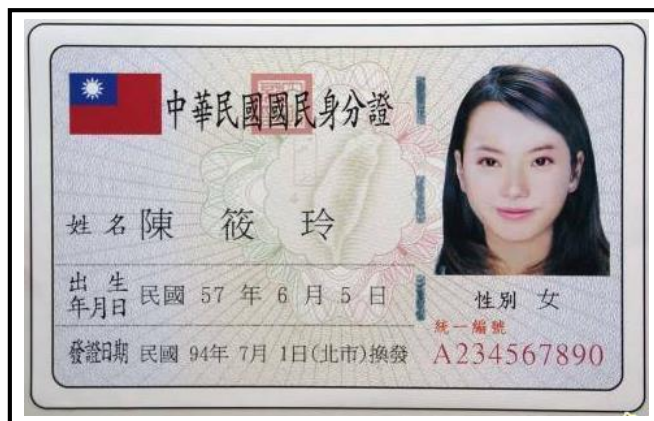 中華民國國民身分證
姓名 陳筱玲
出生年月日 民國 57 年 6 月 5 日
性別 女
統一編號
發證日期 民國 94年 7月 1日(北市)換發
A234567890